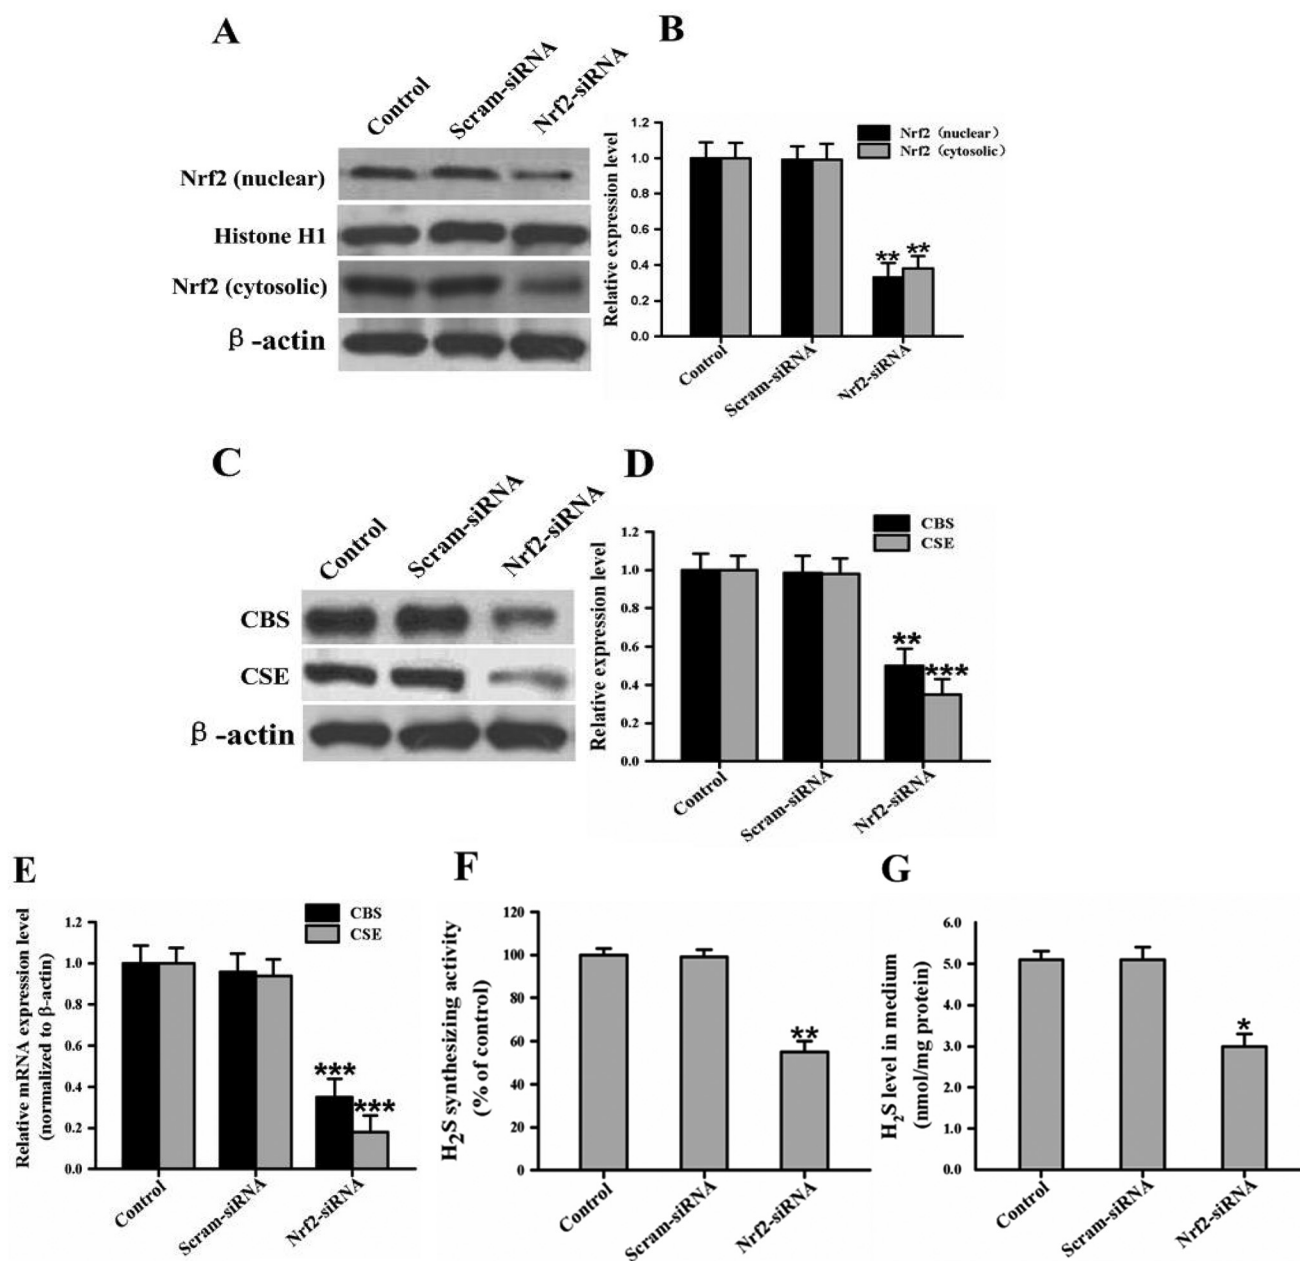 A
Control
Scram-siRNA
Nrf2-siRNA
Nrf2 (nuclear)
Histone H1
Nrf2 (cytosolic)
β-actin
B
Relative expression level
1.2
1.0
0.8
0.6
0.4
0.2
0.0
Nrf2 (nuclear)
Nrf2 (cytosolic)
** **
Control
Scram-siRNA
Nrf2-siRNA
C
Control
Scram-siRNA
Nrf2-siRNA
CBS
CSE
β-actin
D
Relative expression level
1.2
1.0
0.8
0.6
0.4
0.2
0.0
CBS
CSE
**
***
Control
Scram-siRNA
Nrf2-siRNA
E
Relative mRNA expression level
(normalized to β-actin)
1.2
1.0
0.8
0.6
0.4
0.2
0.0
CBS
CSE
***
***
Control
Scram-siRNA
Nrf2-siRNA
F
H₂S synthesizing activity
(% of control)
120
100
80
60
40
20
0
**
Control
Scram-siRNA
Nrf2-siRNA
G
H₂S level in medium
(nmol/mg protein)
6.0
5.0
4.0
3.0
2.0
1.0
0.0
*
Control
Scram-siRNA
Nrf2-siRNA